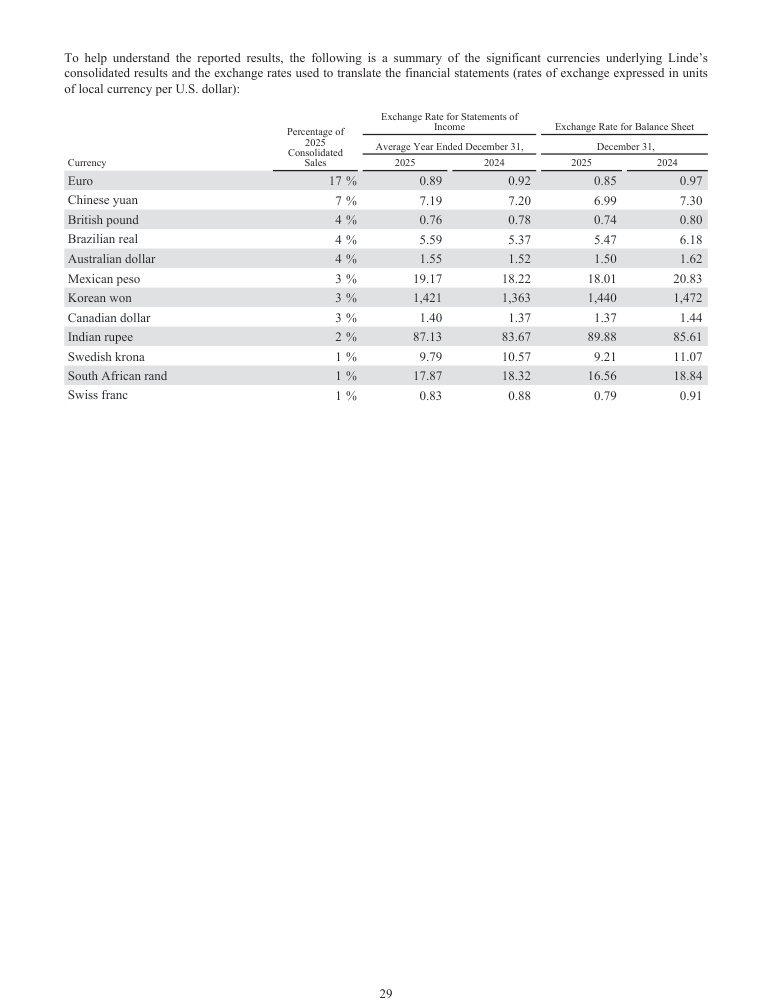 To help understand the reported results, the following is a summary of the significant currencies underlying Linde’s
consolidated results and the exchange rates used to translate the financial statements (rates of exchange expressed in units
of local currency per U.S. dollar):
Percentage of 2025 Consolidated Sales
Exchange Rate for Statements of Income
Exchange Rate for Balance Sheet
Average Year Ended December 31,
December 31,
Currency 2025 2024 2025 2024
Euro 17 % 0.89 0.92 0.85 0.97
Chinese yuan 7 % 7.19 7.20 6.99 7.30
British pound 4 % 0.76 0.78 0.74 0.80
Brazilian real 4 % 5.59 5.37 5.47 6.18
Australian dollar 4 % 1.55 1.52 1.50 1.62
Mexican peso 3 % 19.17 18.22 18.01 20.83
Korean won 3 % 1,421 1,363 1,440 1,472
Canadian dollar 3 % 1.40 1.37 1.37 1.44
Indian rupee 2 % 87.13 83.67 89.88 85.61
Swedish krona 1 % 9.79 10.57 9.21 11.07
South African rand 1 % 17.87 18.32 16.56 18.84
Swiss franc 1 % 0.83 0.88 0.79 0.91
29